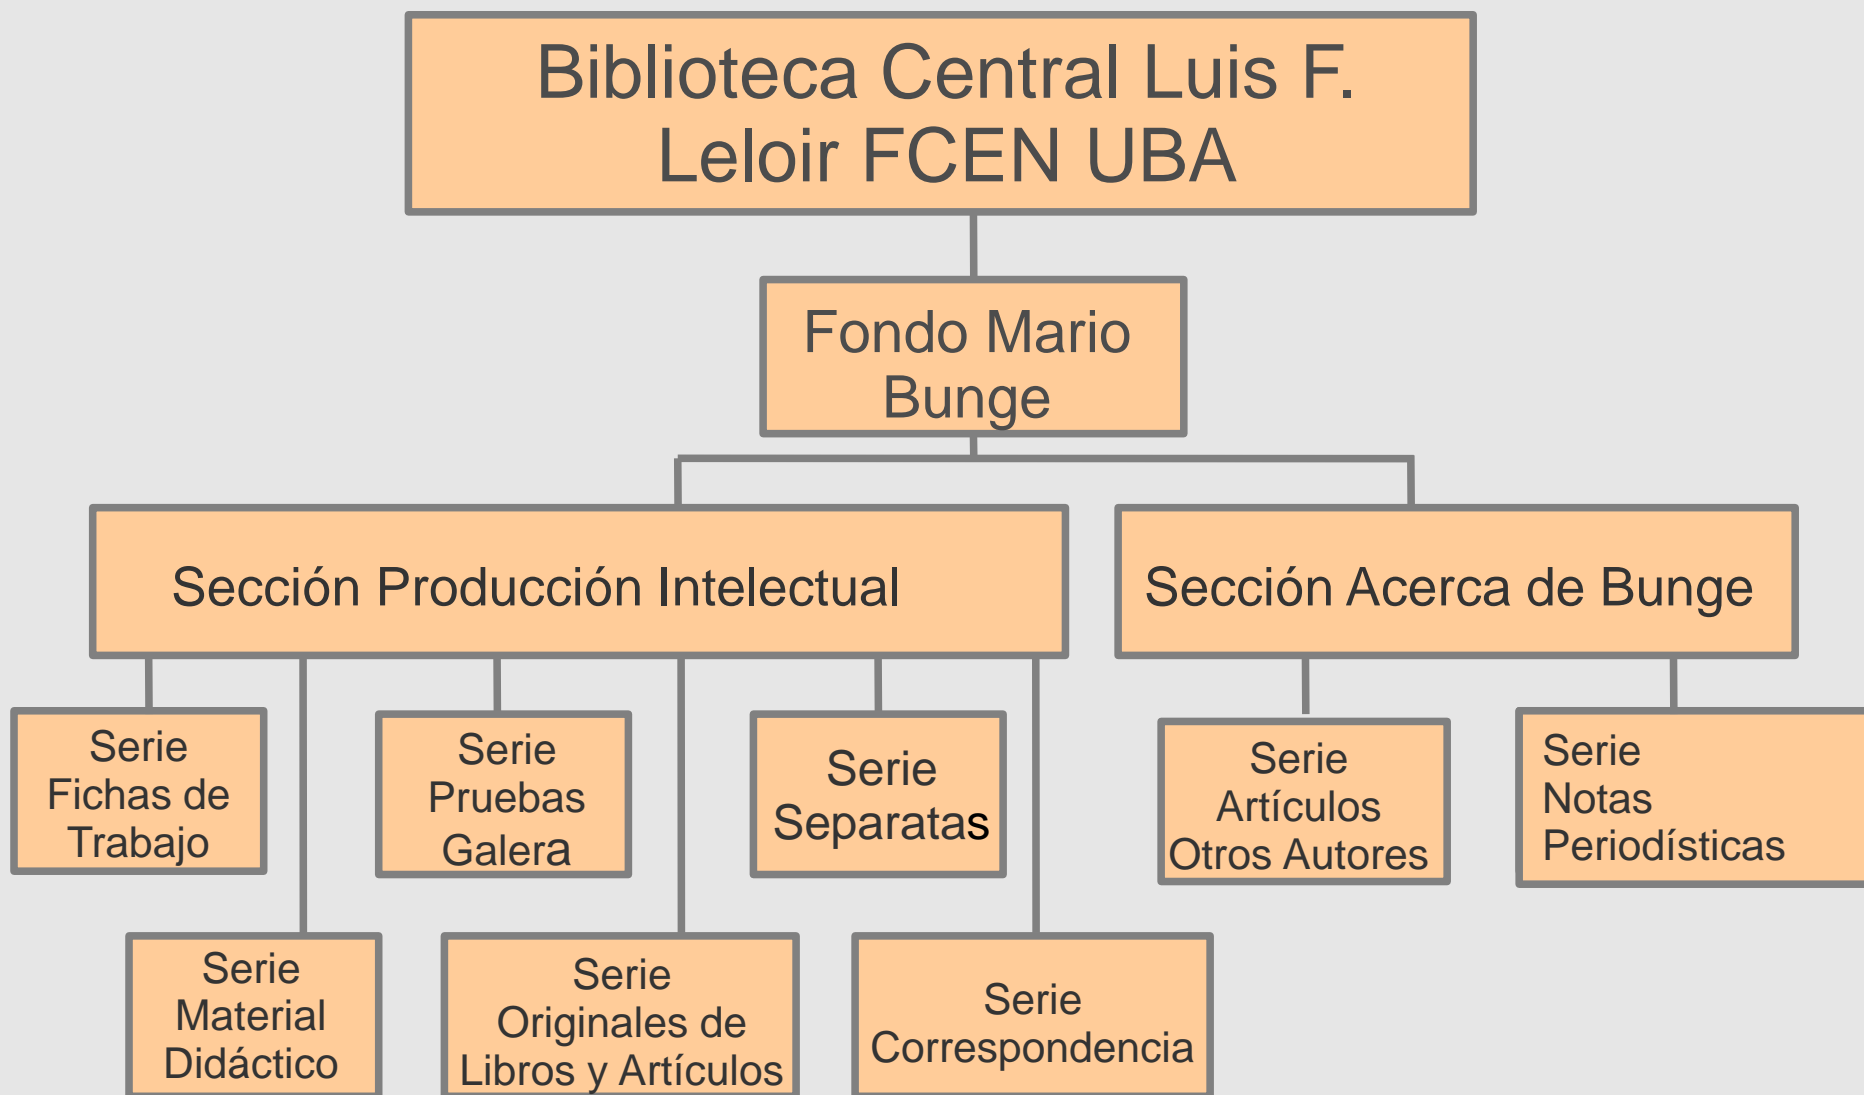 Biblioteca Central Luis F.
Leloir FCEN UBA
Fondo Mario
Bunge
Sección Producción Intelectual
Sección Acerca de Bunge
Serie
Fichas de
Trabajo
Serie
Pruebas
Galera
Serie
Separatas
Serie
Artículos
Otros Autores
Serie
Notas
Periodísticas
Serie
Material
Didáctico
Serie
Originales de
Libros y Artículos
Serie
Correspondencia